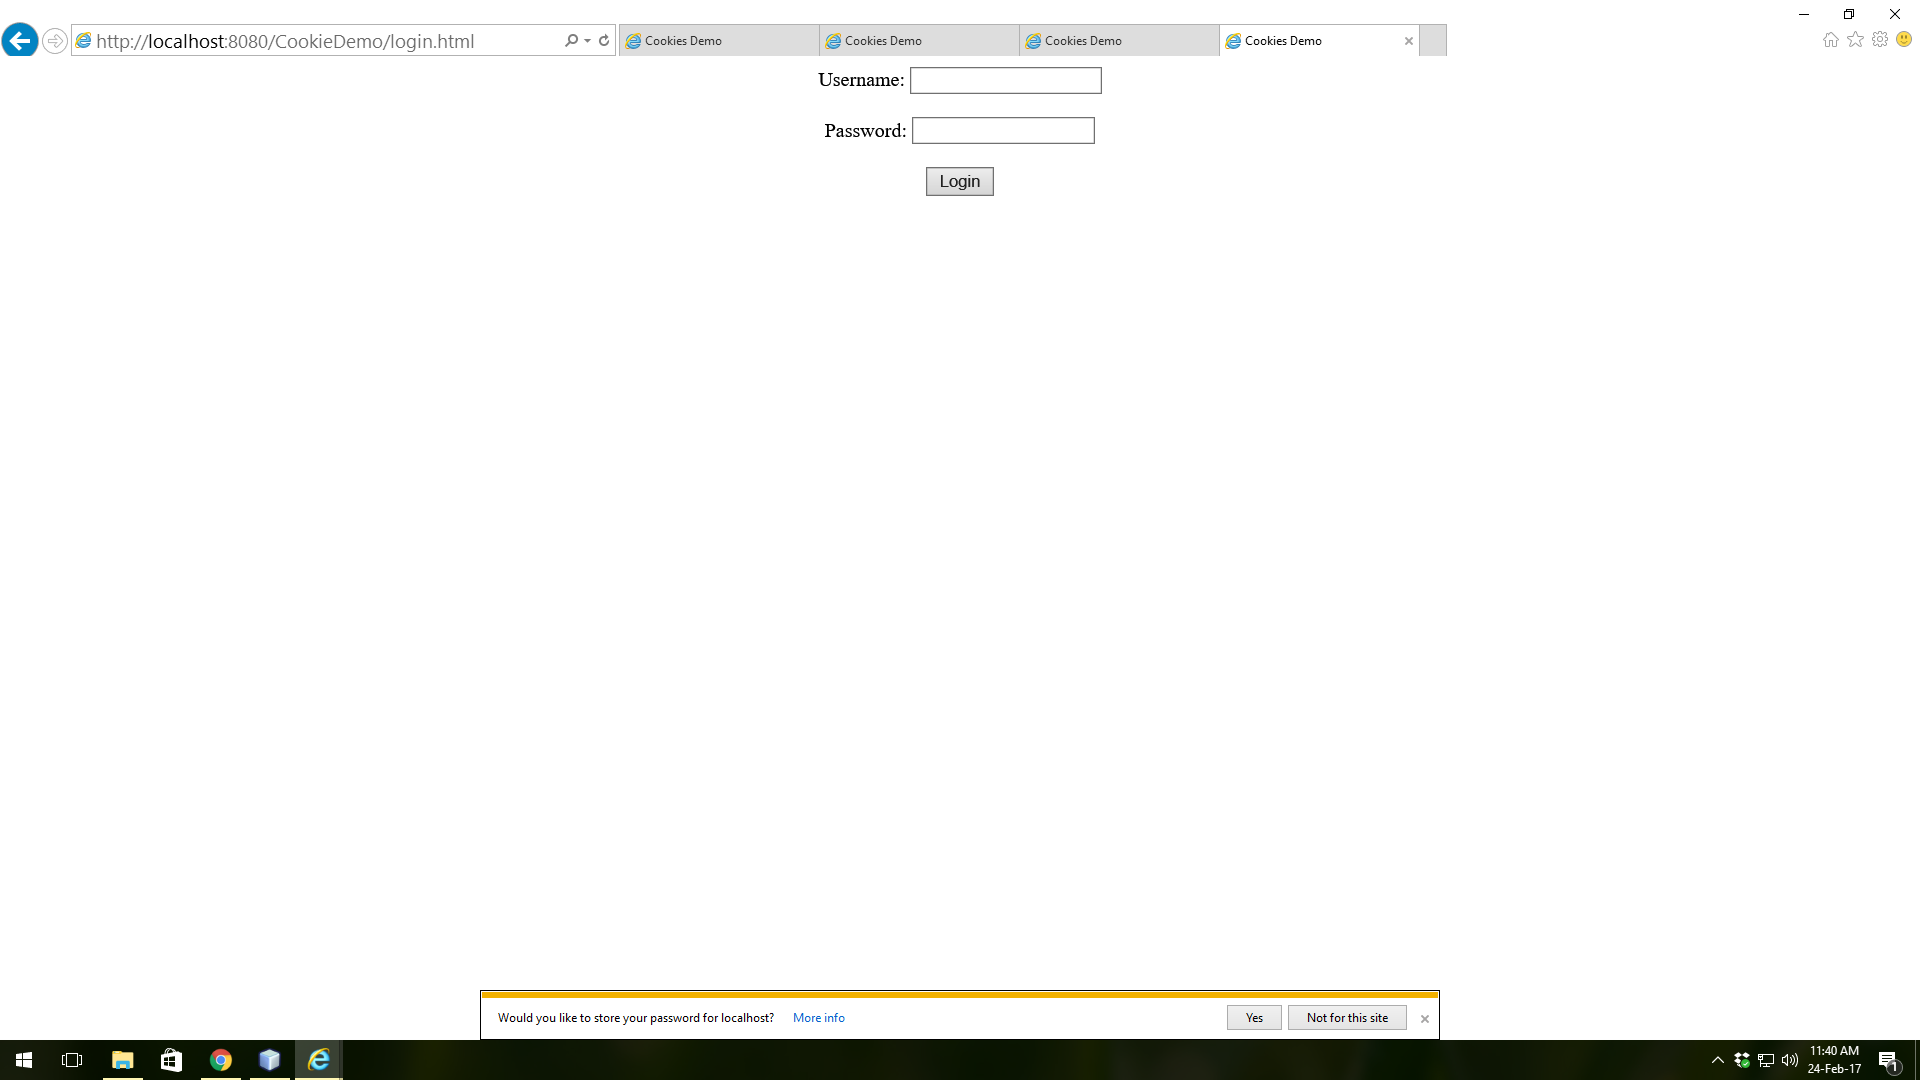 http://localhost:8080/CookieDemo/login.html
Cookies Demo
Cookies Demo
Cookies Demo
Cookies Demo
Username:
Password:
Login
Would you like to store your password for localhost? More info
Yes
Not for this site
11:40 AM
24-Feb-17
1